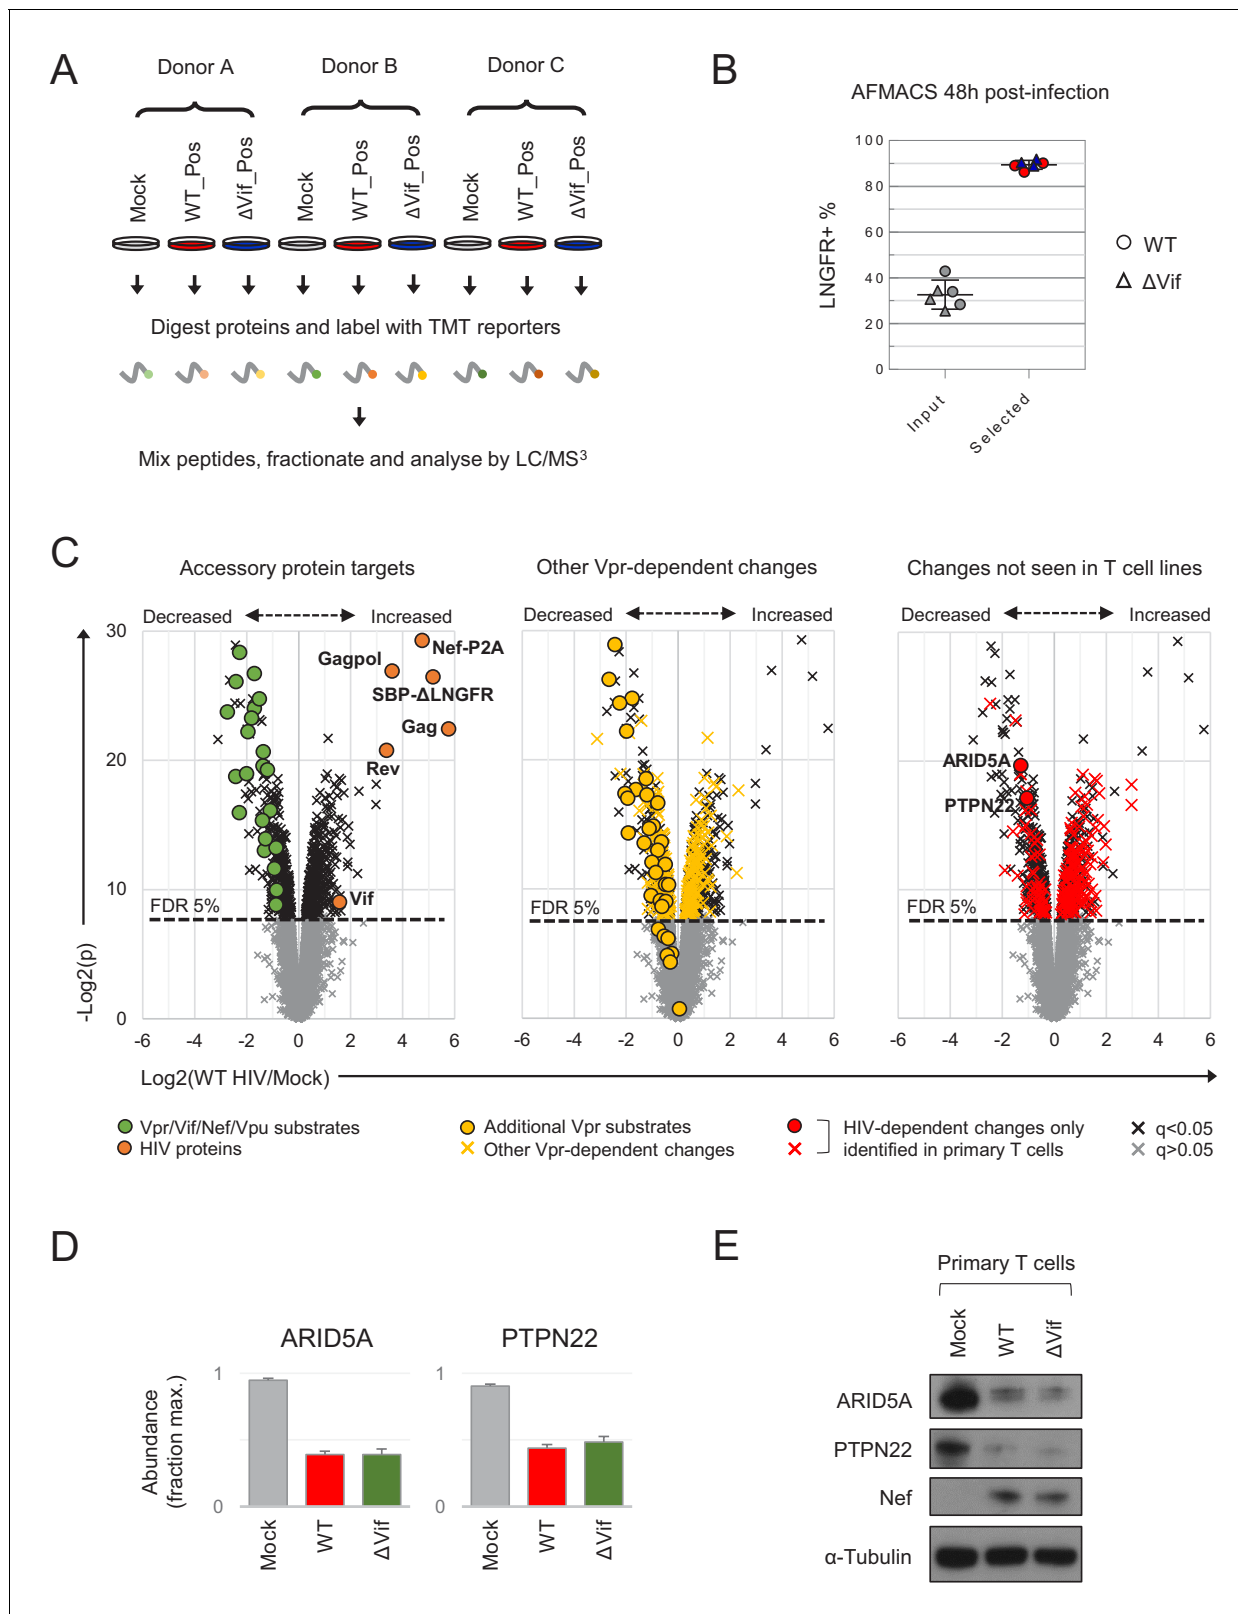 A
Donor A Donor B Donor C
Mock WT_Pos ΔVif_Pos Mock WT_Pos ΔVif_Pos Mock WT_Pos ΔVif_Pos
Digest proteins and label with TMT reporters
Mix peptides, fractionate and analyse by LC/MS³
B
AFMACS 48h post-infection
LNGFR+ %
100
80
60
40
20
0
Input Selected
WT
ΔVif
C
Accessory protein targets
Decreased Increased
Nef-P2A
Gagpol
SBP-ΔLNGFR
Gag
Rev
Vif
FDR 5%
-Log2(p)
30
20
10
0
-6 -4 -2 0 2 4 6
Other Vpr-dependent changes
Decreased Increased
FDR 5%
-6 -4 -2 0 2 4 6
Changes not seen in T cell lines
Decreased Increased
ARID5A
PTPN22
FDR 5%
-6 -4 -2 0 2 4 6
Log2(WT HIV/Mock)
Vpr/Vif/Nef/Vpu substrates
HIV proteins
Additional Vpr substrates
Other Vpr-dependent changes
HIV-dependent changes only
identified in primary T cells
q<0.05
q>0.05
D
ARID5A
Abundance
(fraction max.)
1
0
Mock WT ΔVif
PTPN22
1
0
Mock WT ΔVif
E
Primary T cells
Mock WT ΔVif
ARID5A
PTPN22
Nef
α-Tubulin